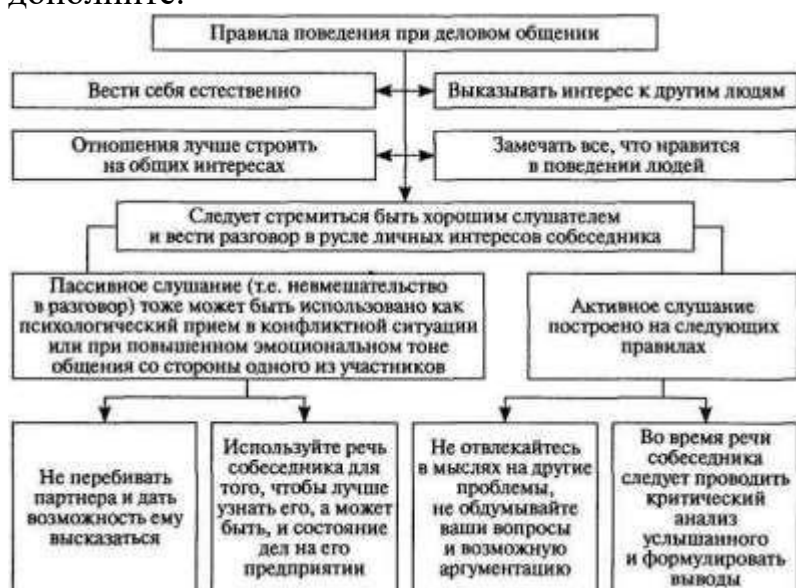 дополните.
Правила поведения при деловом общении
Вести себя естественно
Выказывать интерес к другим людям
Отношения лучше строить
на общих интересах
Замечать все, что нравится
в поведении людей
Следует стремиться быть хорошим слушателем
и вести разговор в русле личных интересов собеседника
Пассивное слушание (т.е. невмешательство
в разговор) тоже может быть использовано как
психологический прием в конфликтной ситуации
или при повышенном эмоциональном тоне
общения со стороны одного из участников
Активное слушание
построено на следующих
правилах
Не перебивать
партнера и дать
возможность ему
высказаться
Используйте речь
собеседника для
того, чтобы лучше
узнать его, а может
быть, и состояние
дел на его
предприятии
Не отвлекайтесь
в мыслях на другие
проблемы,
не обдумывайте
ваши вопросы
и возможную
аргументацию
Во время речи
собеседника
следует проводить
критический
анализ
услышанного
и формулировать
выводы